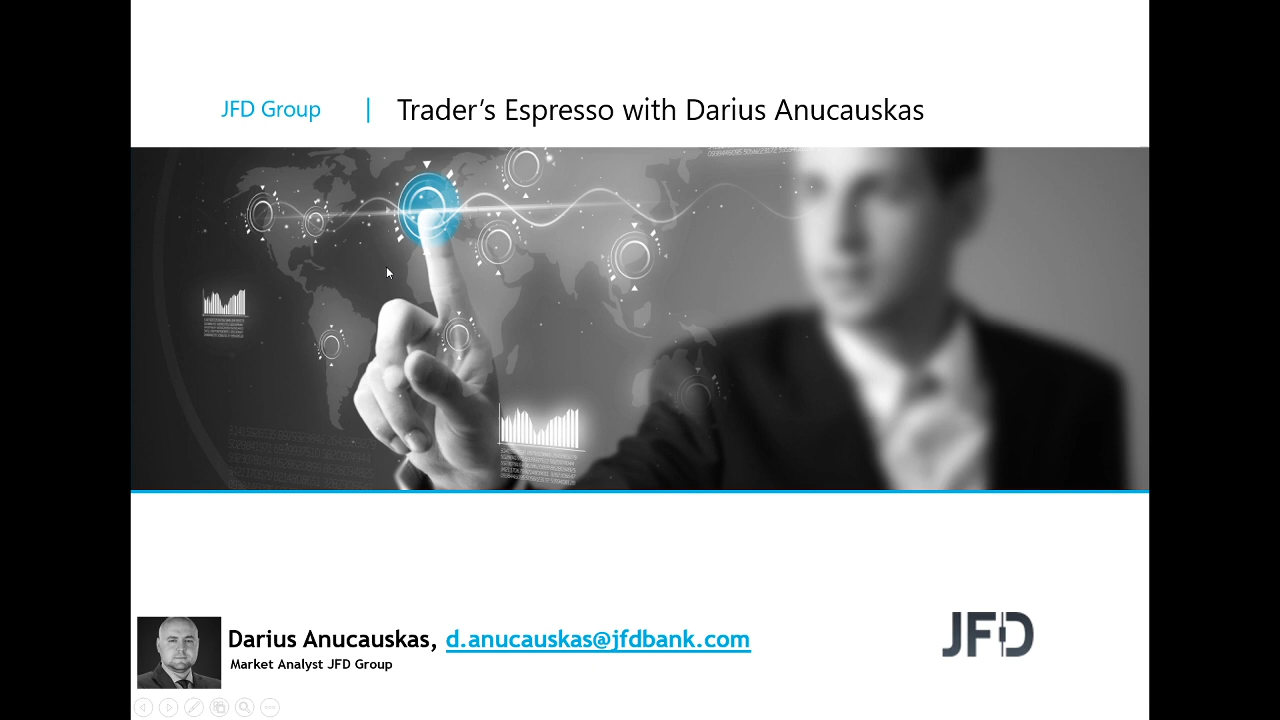 JFD Group | Trader’s Espresso with Darius Anucauskas
Darius Anucauskas, d.anucauskas@jfdbank.com
Market Analyst JFD Group
JFD